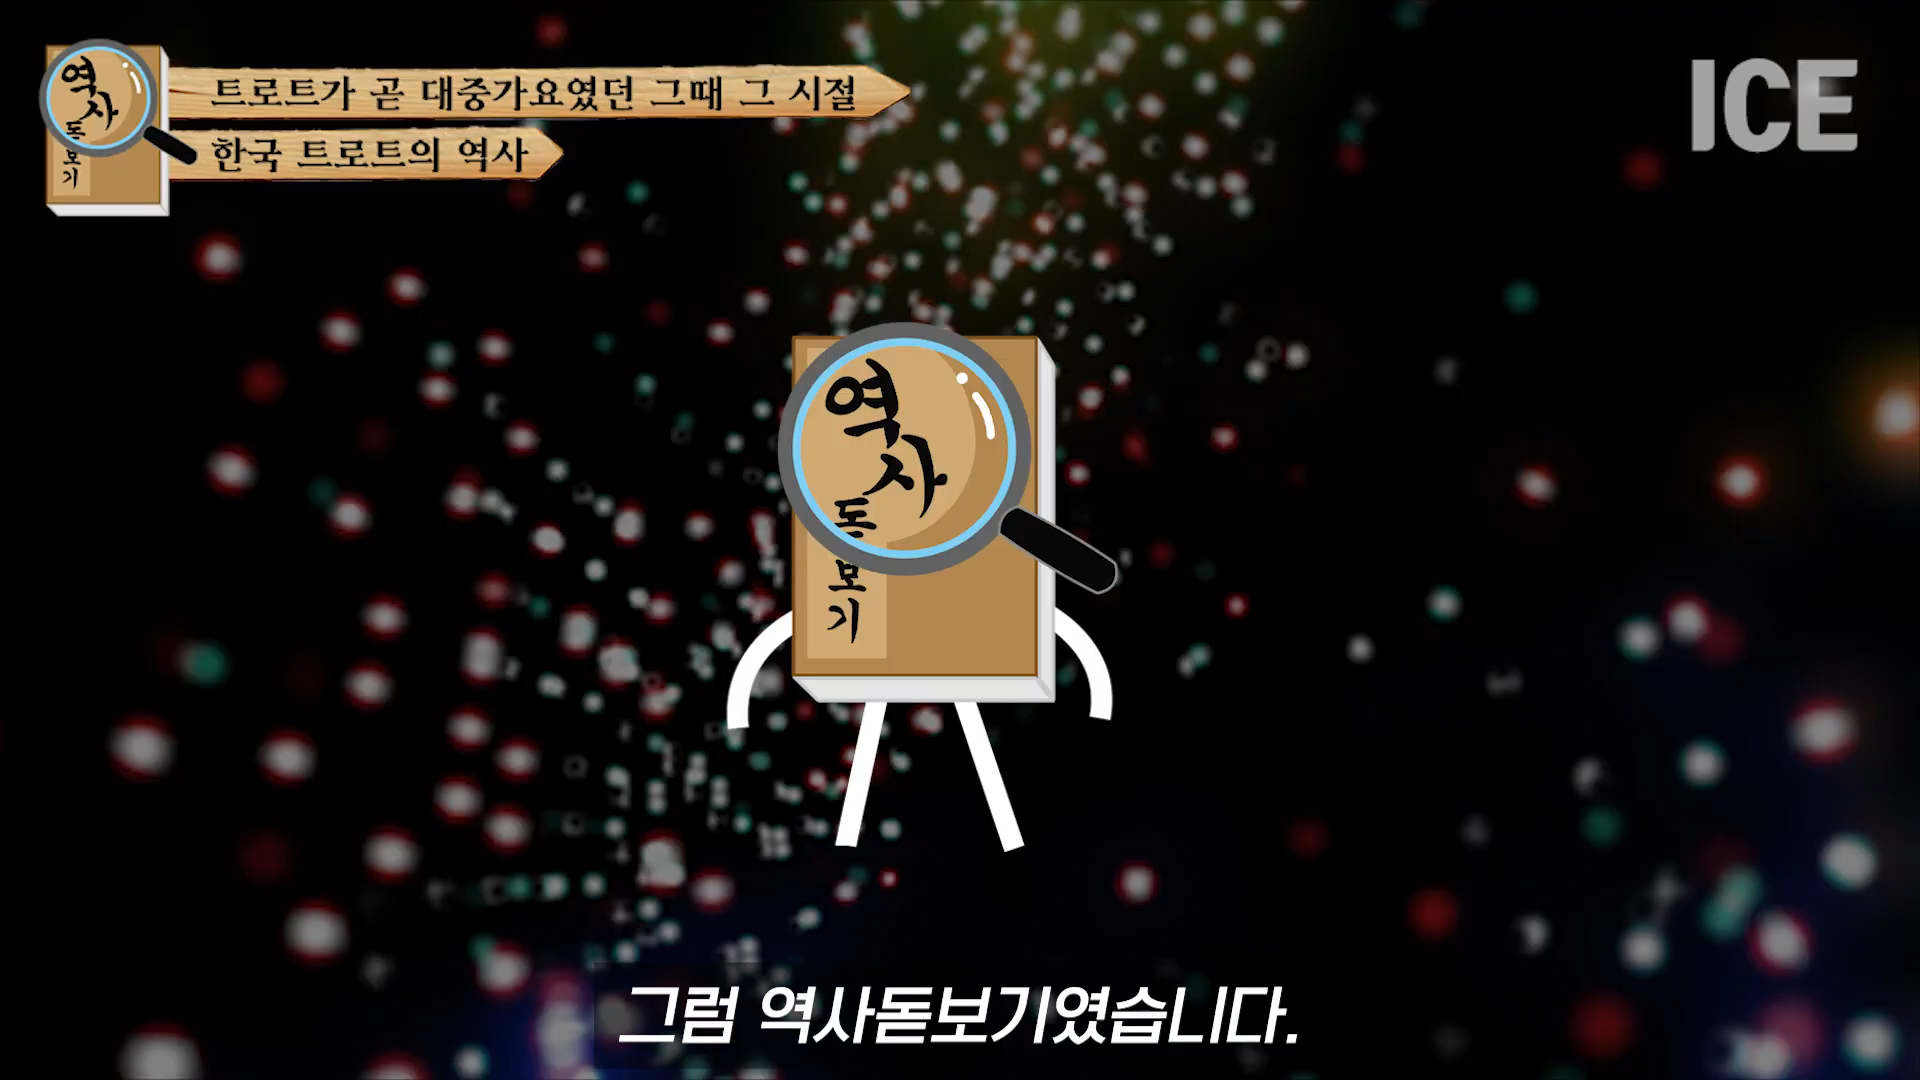 역사
돋보기
트로트가 곧 대중가요였던 그때 그 시절
한국 트로트의 역사
ICE
역사
돋보기
그럼 역사돋보기였습니다.